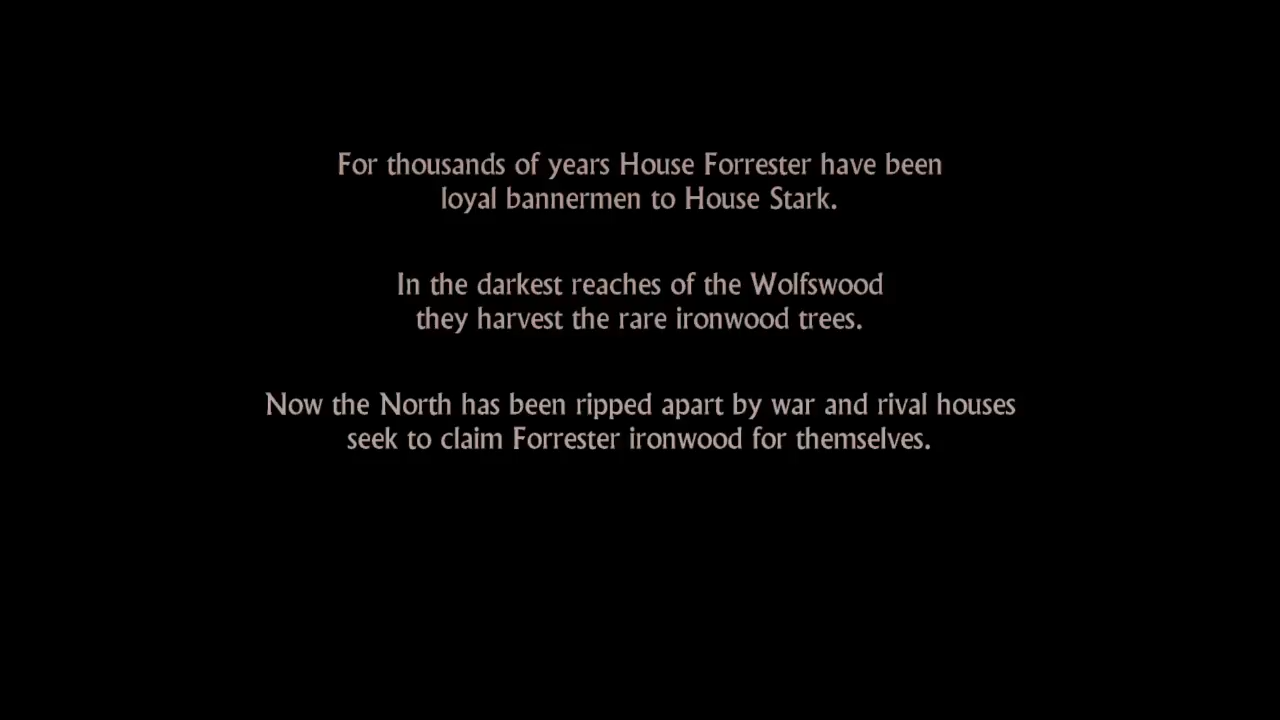 For thousands of years House Forrester have been
loyal bannermen to House Stark.
In the darkest reaches of the Wolfswood
they harvest the rare ironwood trees.
Now the North has been ripped apart by war and rival houses
seek to claim Forrester ironwood for themselves.